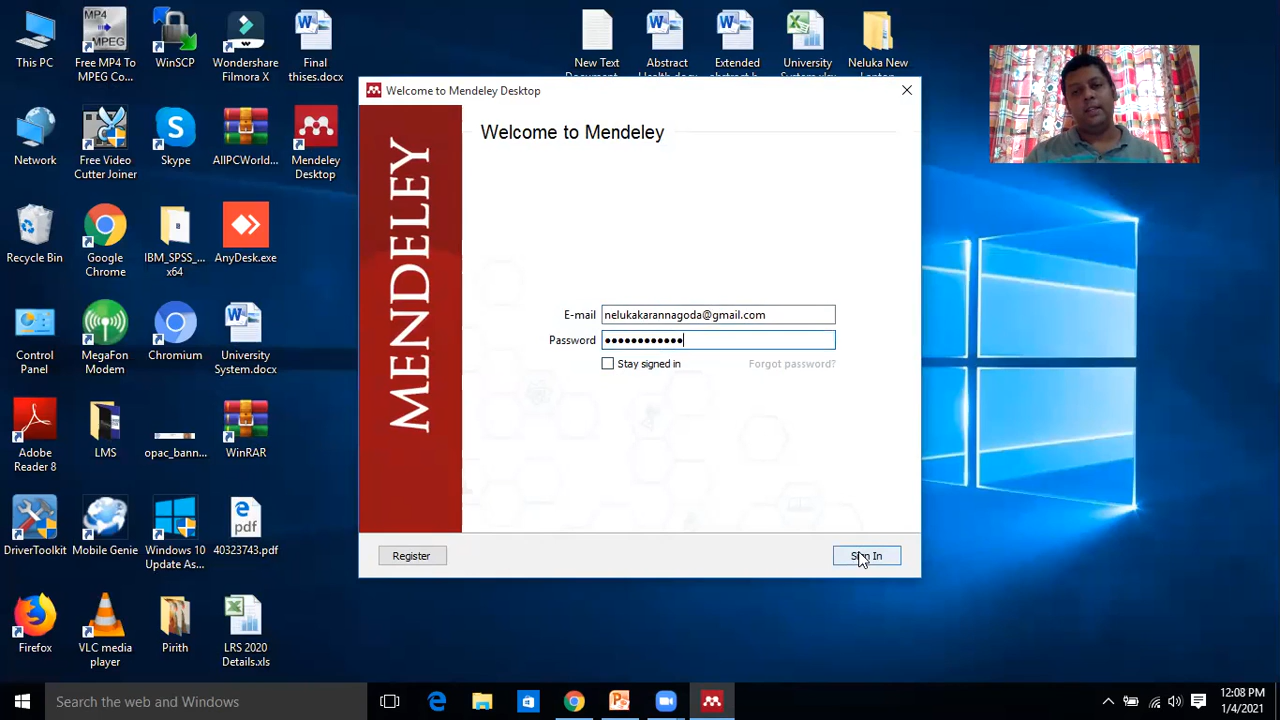 This PC
Free MP4 To
MPEG Co...
MP4
MPEG
WinSCP
Wondershare
Filmora X
Final
thises.docx
New Text
Abstract
Extended
University
Neluka New
Network
Free Video
Cutter Joiner
Skype
AllPCWorld...
Mendeley
Desktop
Recycle Bin
Google
Chrome
IBM_SPSS_...
x64
AnyDesk.exe
Control
Panel
MegaFon
Chromium
University
System.docx
Adobe
Reader 8
LMS
opac_bann...
WinRAR
DriverToolkit
Mobile Genie
Windows 10
Update As...
pdf
40323743.pdf
Firefox
VLC media
player
Pirith
LRS 2020
Details.xls
Welcome to Mendeley Desktop
MENDELEY
Welcome to Mendeley
E-mail
nelukakarannagoda@gmail.com
Password
Stay signed in
Forgot password?
Register
Sign In
Search the web and Windows
12:08 PM
1/4/2021